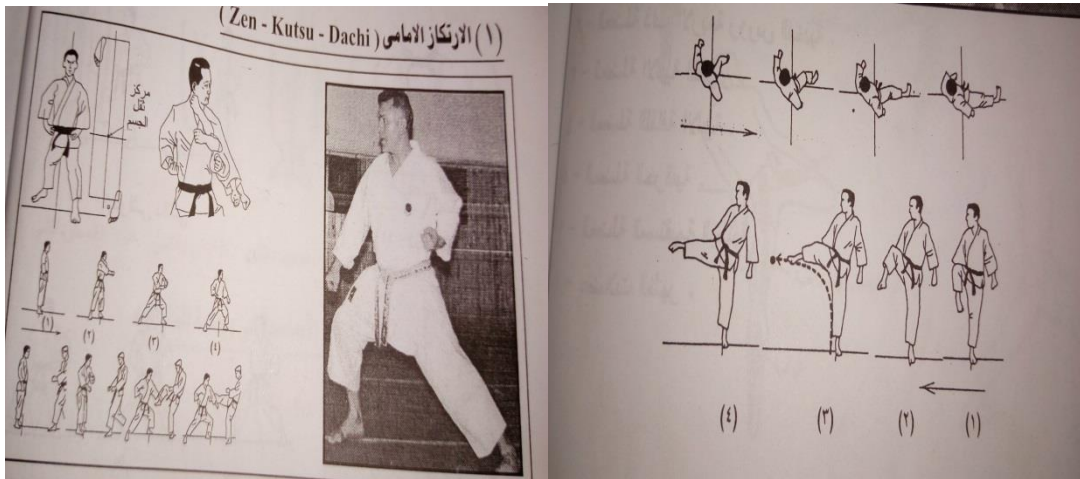 (١) الارتكاز الامامى ( Zen - Kutsu - Dachi )
مركز
ثقل
الجسم
(١)
(٢)
(٣)
(٤)
(١)
(٢)
(٣)
(٤)